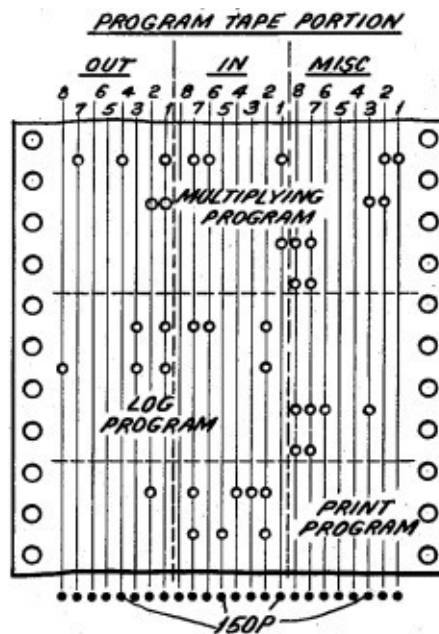 PROGRAM TAPE PORTION
OUT IN MISC
8 6 4 2 8 6 4 2 8 6 4 2
7 5 3 1 7 5 3 1 7 5 3 1
MULTIPLYING
PROGRAM
LOG
PROGRAM
PRINT
PROGRAM
150P